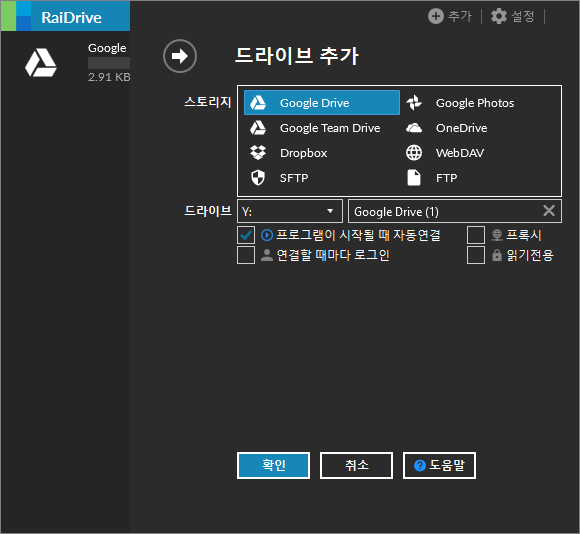 RaiDrive
추가
설정
Google
2.91 KB
드라이브 추가
스토리지
Google Drive
Google Photos
Google Team Drive
OneDrive
Dropbox
WebDAV
SFTP
FTP
드라이브
Y:
Google Drive (1)
프로그램이 시작될 때 자동연결
프록시
연결할 때마다 로그인
읽기전용
확인
취소
도움말